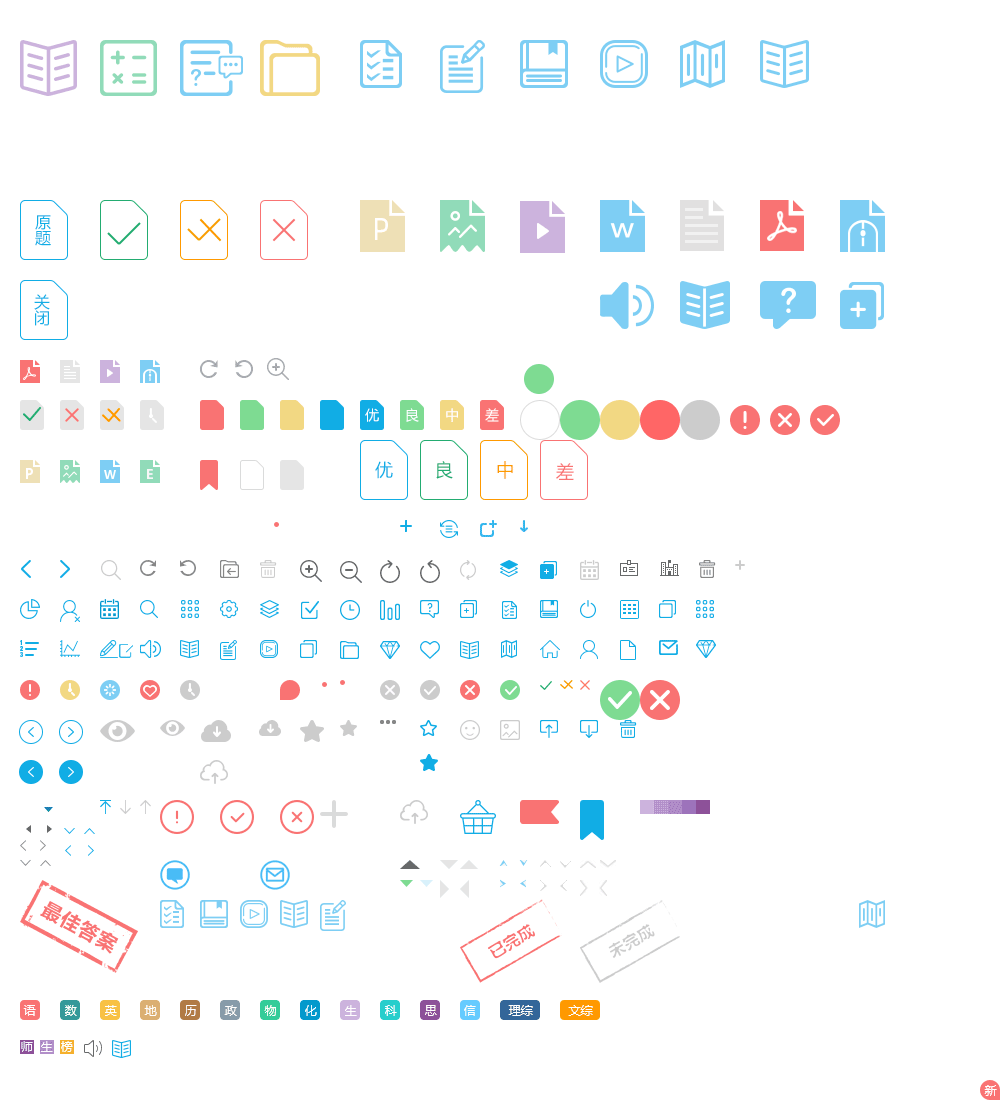 原题
P
W
关闭
优 良 中 差
P W E
优 良 中 差
最佳答案
已完成
未完成
语 数 英 地 历 政 物 化 生 科 思 信 理综 文综
师 生 榜
新